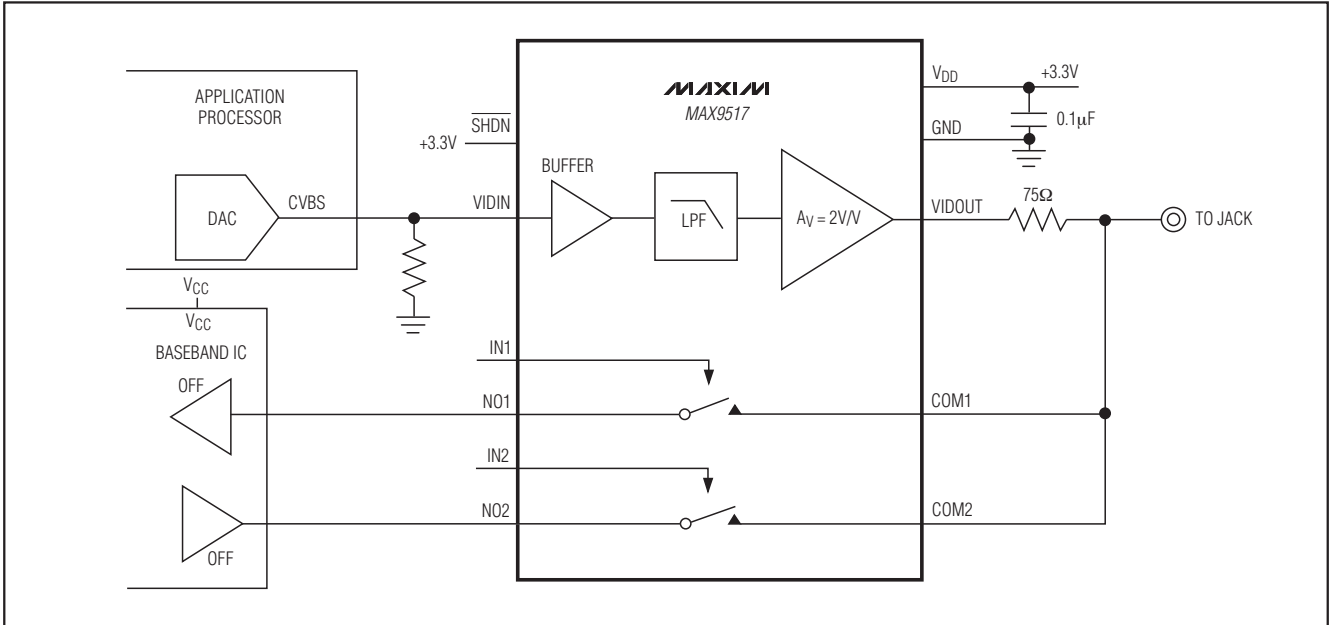 APPLICATION
PROCESSOR
DAC
CVBS
VCC
VCC
BASEBAND IC
OFF
OFF
+3.3V
SHDN
VIDIN
IN1
NO1
IN2
NO2
MAXIM
MAX9517
BUFFER
LPF
AV = 2V/V
VDD
+3.3V
0.1μF
GND
75Ω
VIDOUT
TO JACK
COM1
COM2